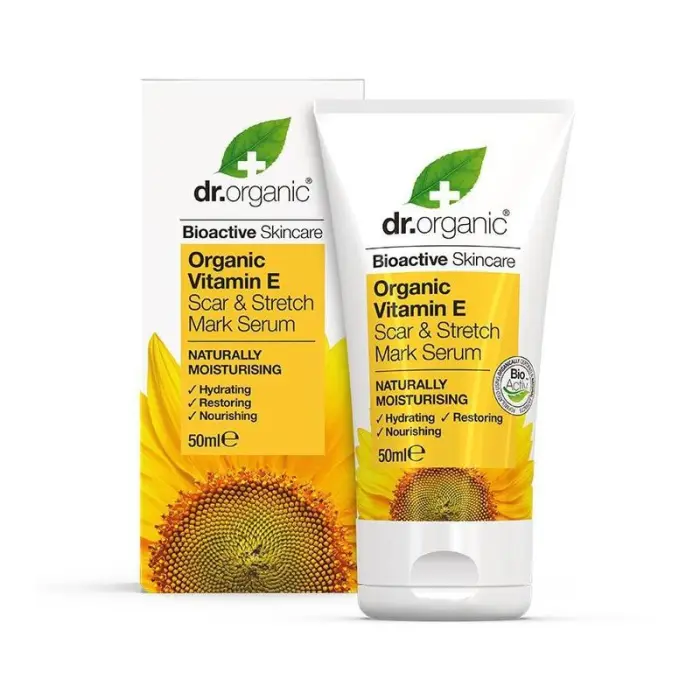 dr.organic®
Bioactive Skincare
Organic
Vitamin E
Scar & Stretch
Mark Serum
NATURALLY
MOISTURISING
✓ Hydrating
✓ Restoring
✓ Nourishing
50ml℮
dr.organic®
Bioactive Skincare
Organic
Vitamin E
Scar & Stretch
Mark Serum
NATURALLY
MOISTURISING
✓ Hydrating ✓ Restoring
✓ Nourishing
50ml℮
Bio
Activ